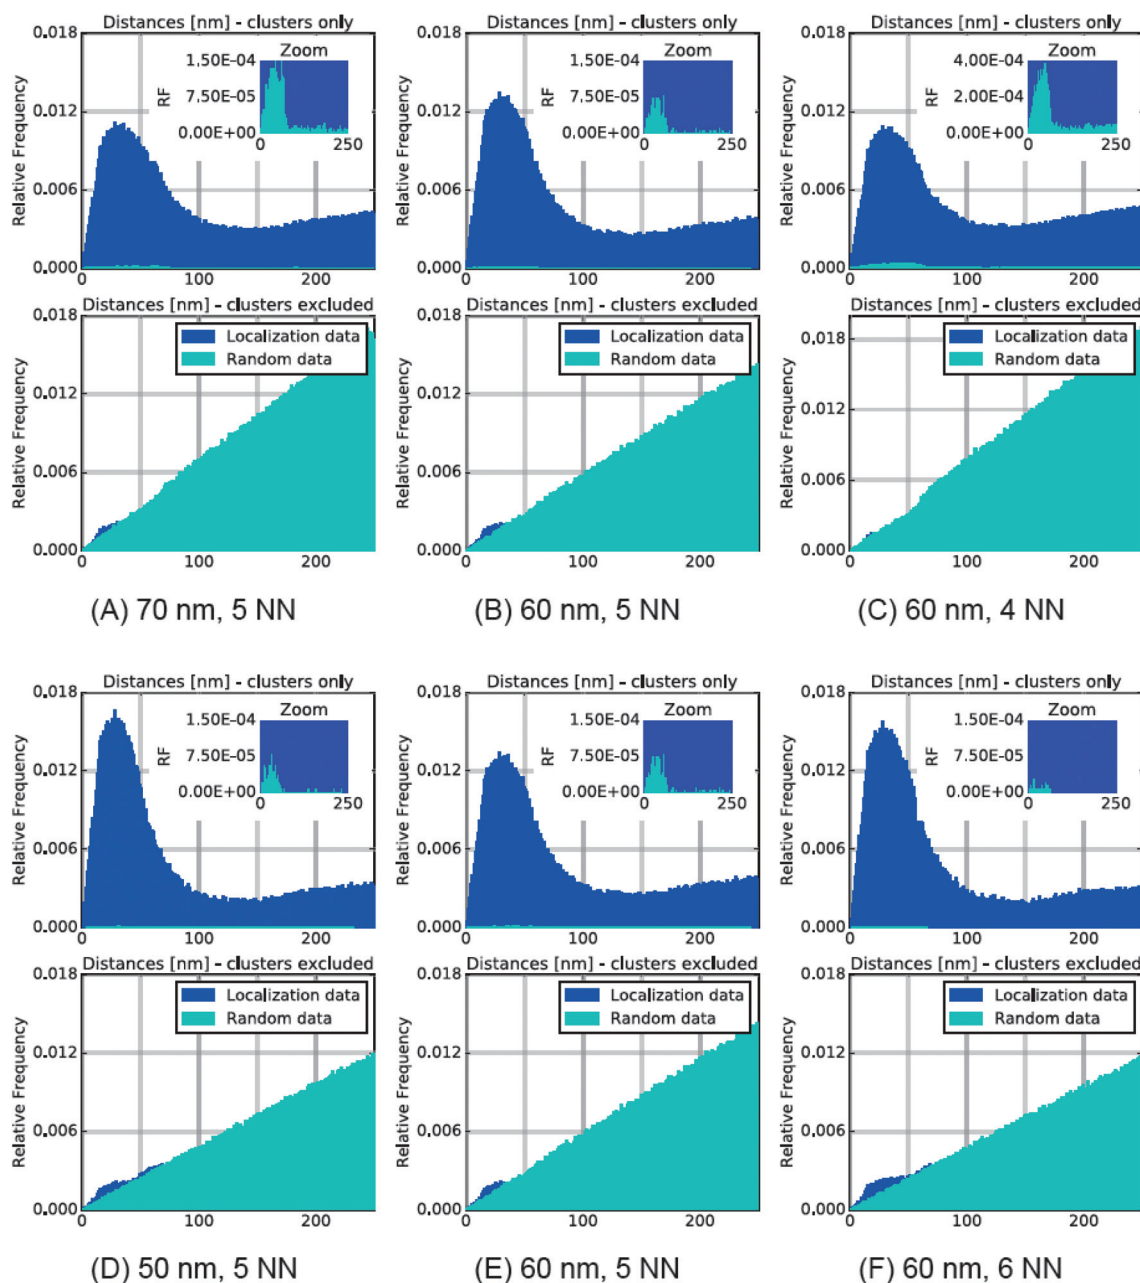 Distances [nm] - clusters only
Relative Frequency
0.018
0.012
0.006
0.000
Zoom
RF
1.50E-04
7.50E-05
0.00E+00
0 250
100 200
Distances [nm] - clusters only
Relative Frequency
0.018
0.012
0.006
0.000
Zoom
RF
1.50E-04
7.50E-05
0.00E+00
0 250
100 200
Distances [nm] - clusters only
Relative Frequency
0.018
0.012
0.006
0.000
Zoom
RF
4.00E-04
2.00E-04
0.00E+00
0 250
100 200
Distances [nm] - clusters excluded
Relative Frequency
0.018
0.012
0.006
0.000
Localization data
Random data
0 100 200
Distances [nm] - clusters excluded
Relative Frequency
0.018
0.012
0.006
0.000
Localization data
Random data
0 100 200
Distances [nm] - clusters excluded
Relative Frequency
0.018
0.012
0.006
0.000
Localization data
Random data
0 100 200
(A) 70 nm, 5 NN
(B) 60 nm, 5 NN
(C) 60 nm, 4 NN
Distances [nm] - clusters only
Relative Frequency
0.018
0.012
0.006
0.000
Zoom
RF
1.50E-04
7.50E-05
0.00E+00
0 250
0 100 200
Distances [nm] - clusters only
Relative Frequency
0.018
0.012
0.006
0.000
Zoom
RF
1.50E-04
7.50E-05
0.00E+00
0 250
0 100 200
Distances [nm] - clusters only
Relative Frequency
0.018
0.012
0.006
0.000
Zoom
RF
1.50E-04
7.50E-05
0.00E+00
0 250
0 100 200
Distances [nm] - clusters excluded
Relative Frequency
0.018
0.012
0.006
0.000
Localization data
Random data
0 100 200
Distances [nm] - clusters excluded
Relative Frequency
0.018
0.012
0.006
0.000
Localization data
Random data
0 100 200
Distances [nm] - clusters excluded
Relative Frequency
0.018
0.012
0.006
0.000
Localization data
Random data
0 100 200
(D) 50 nm, 5 NN
(E) 60 nm, 5 NN
(F) 60 nm, 6 NN